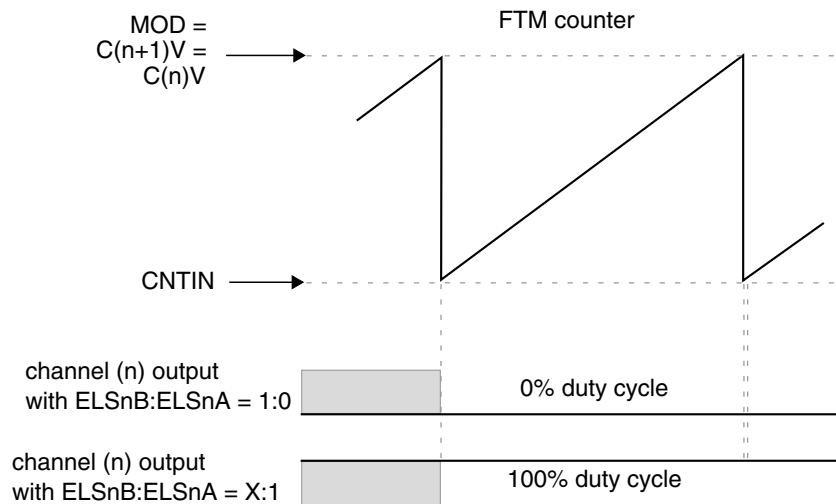 MOD =
C(n+1)V =
C(n)V
FTM counter
CNTIN
channel (n) output
with ELSnB:ELSnA = 1:0
0% duty cycle
channel (n) output
with ELSnB:ELSnA = X:1
100% duty cycle